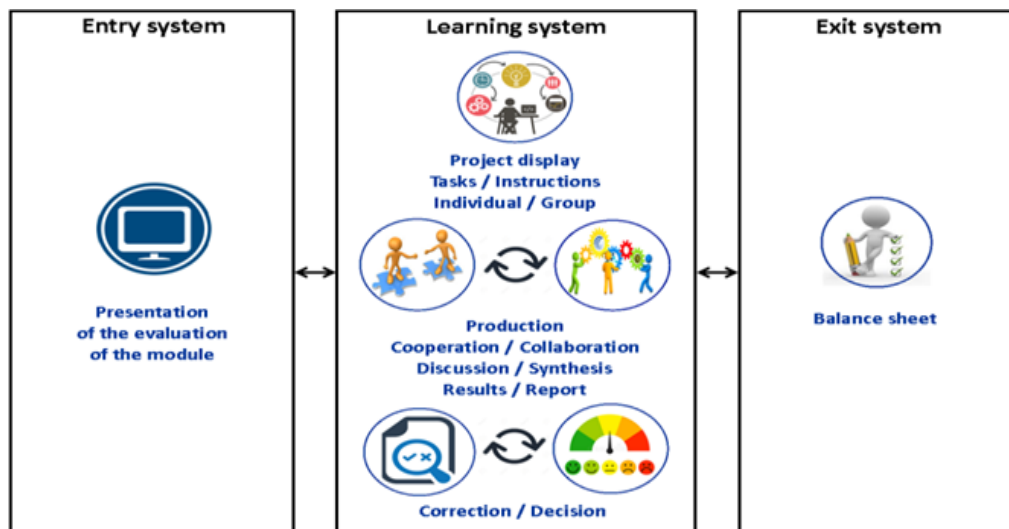 Entry system
Learning system
Exit system
Project display
Tasks / Instructions
Individual / Group
Presentation
of the evaluation
of the module
Production
Cooperation / Collaboration
Discussion / Synthesis
Results / Report
Balance sheet
Correction / Decision